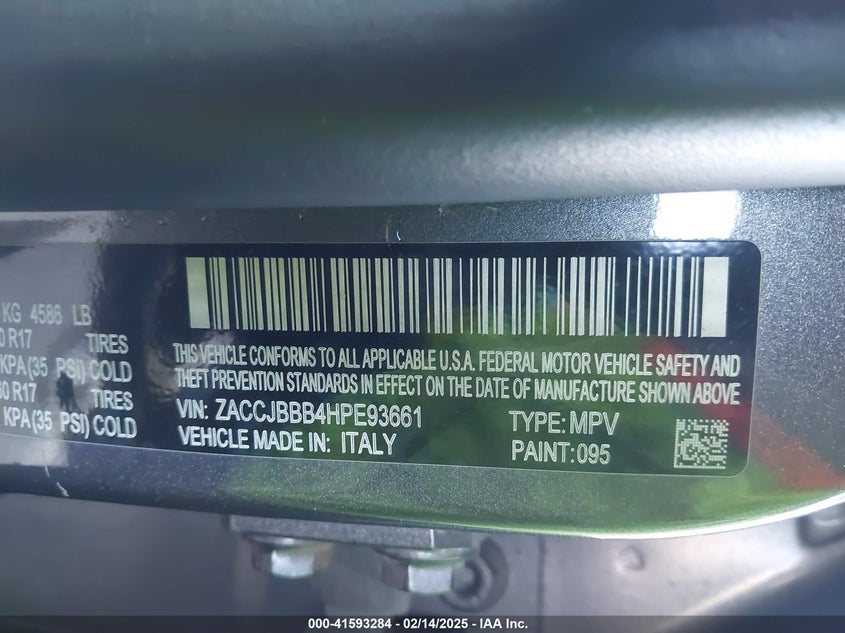 KG 4586 LB
0 R17 TIRES
KPA(35 PSI) COLD
60 R17 TIRES
KPA(35 PSI) COLD
THIS VEHICLE CONFORMS TO ALL APPLICABLE U.S.A. FEDERAL MOTOR VEHICLE SAFETY AND
THEFT PREVENTION STANDARDS IN EFFECT ON THE DATE OF MANUFACTURE SHOWN ABOVE
VIN: ZACCJBBB4HPE93661 TYPE: MPV
VEHICLE MADE IN: ITALY PAINT: 095
000-41593284 - 02/14/2025 - IAA Inc.